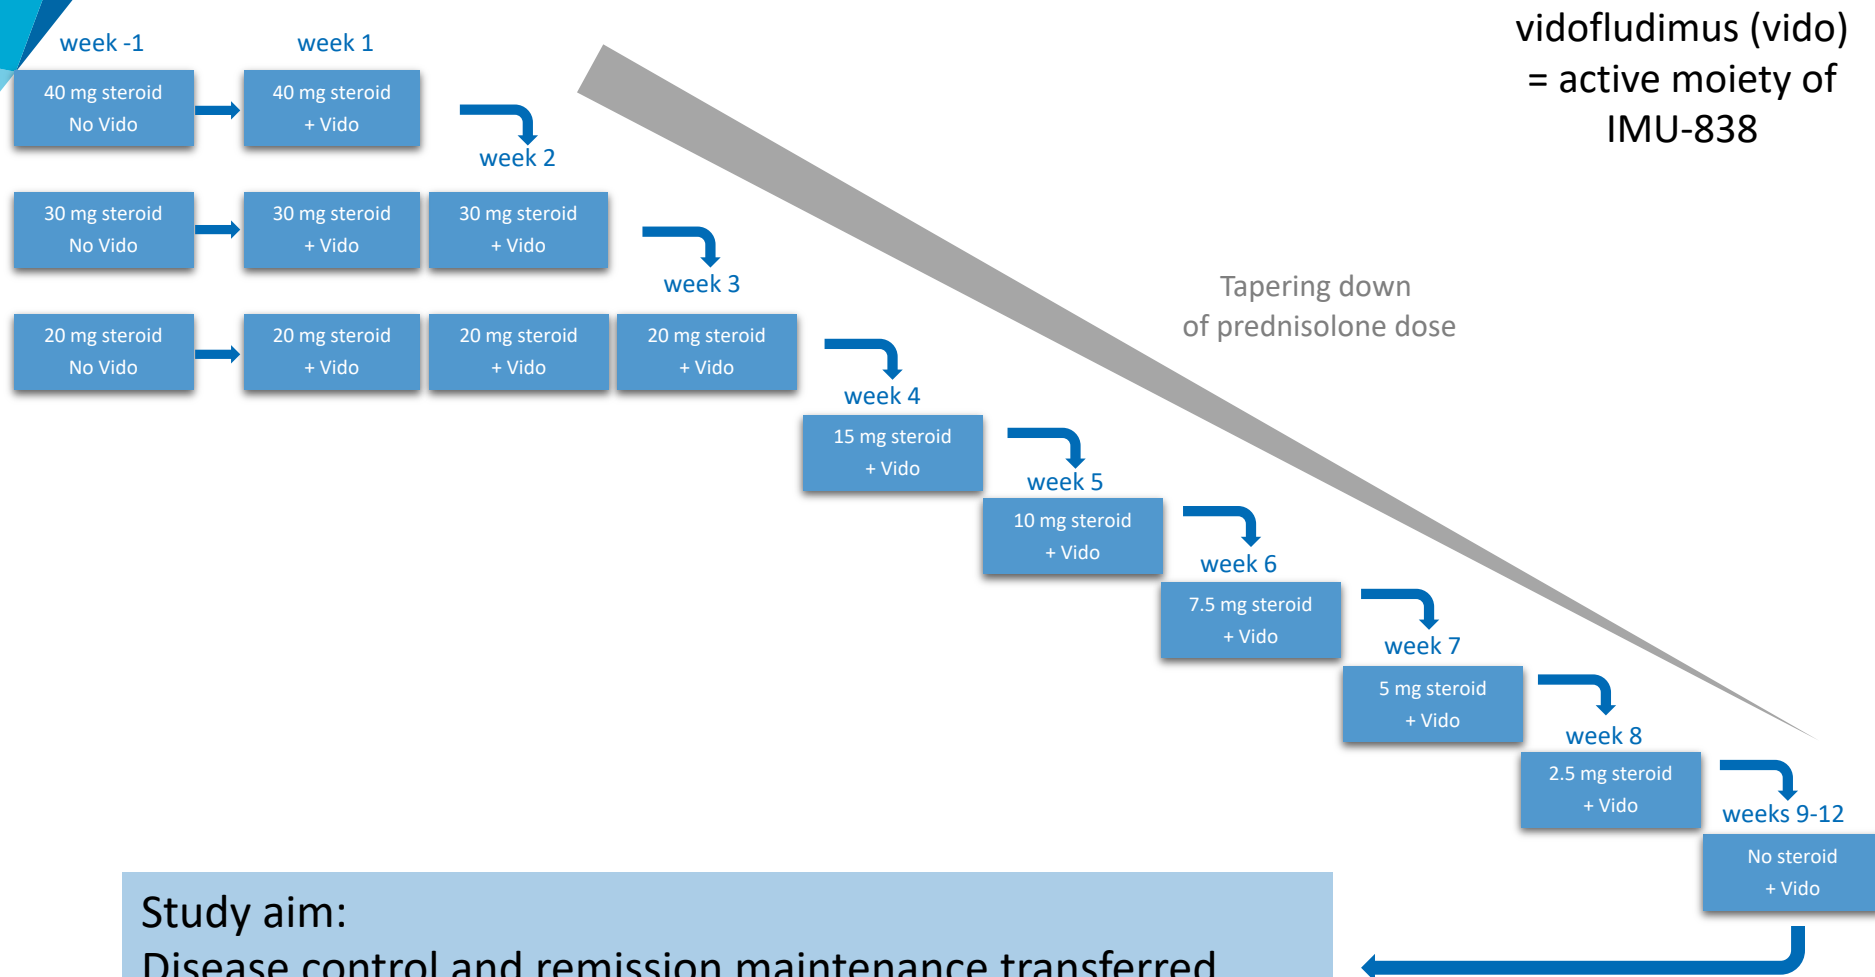 week -1
week 1
vidofludimus (vido)
= active moiety of
IMU-838
40 mg steroid
No Vido
40 mg steroid
+ Vido
week 2
30 mg steroid
No Vido
30 mg steroid
+ Vido
30 mg steroid
+ Vido
week 3
20 mg steroid
No Vido
20 mg steroid
+ Vido
20 mg steroid
+ Vido
20 mg steroid
+ Vido
Tapering down
of prednisolone dose
week 4
15 mg steroid
+ Vido
week 5
10 mg steroid
+ Vido
week 6
7.5 mg steroid
+ Vido
week 7
5 mg steroid
+ Vido
week 8
2.5 mg steroid
+ Vido
weeks 9-12
No steroid
+ Vido
Study aim:
Disease control and remission maintenance transferred